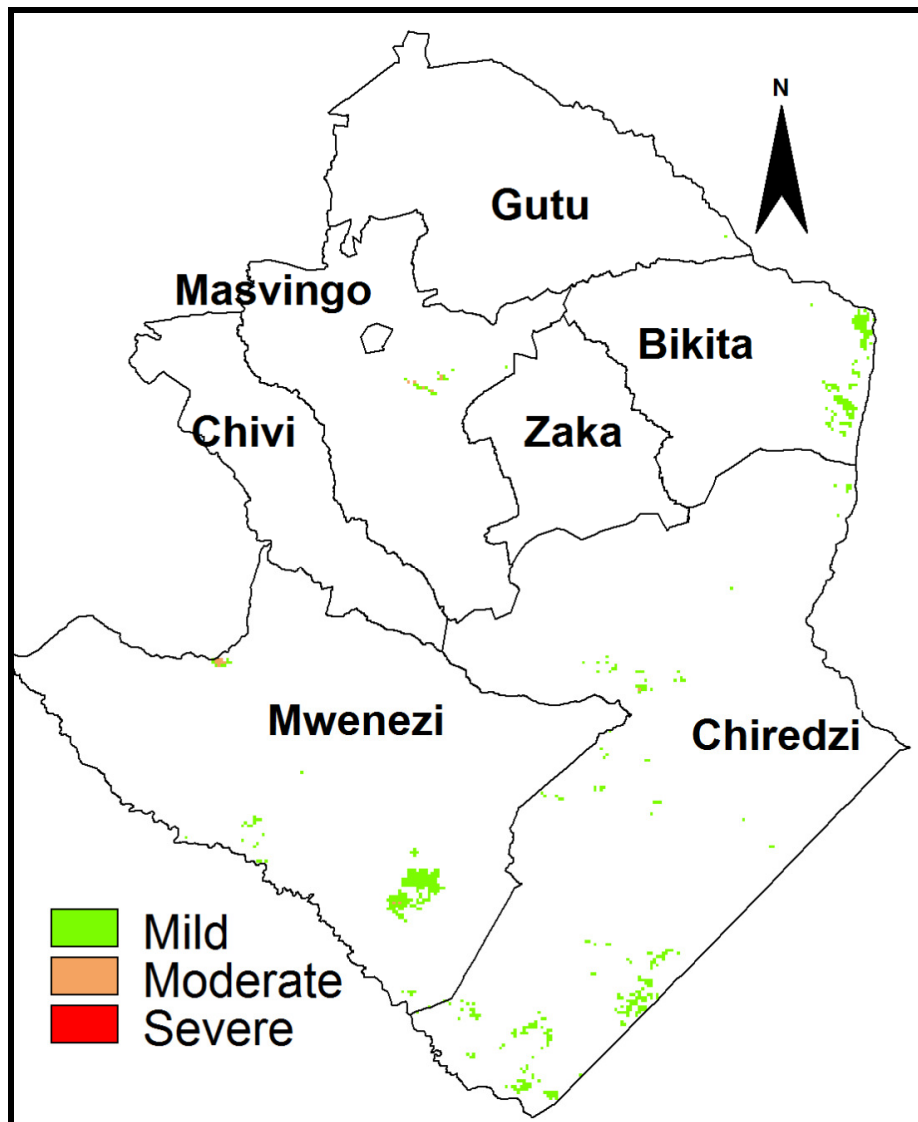 N
Gutu
Masvingo
Bikita
Chivi
Zaka
Mwenezi
Chiredzi
Mild
Moderate
Severe